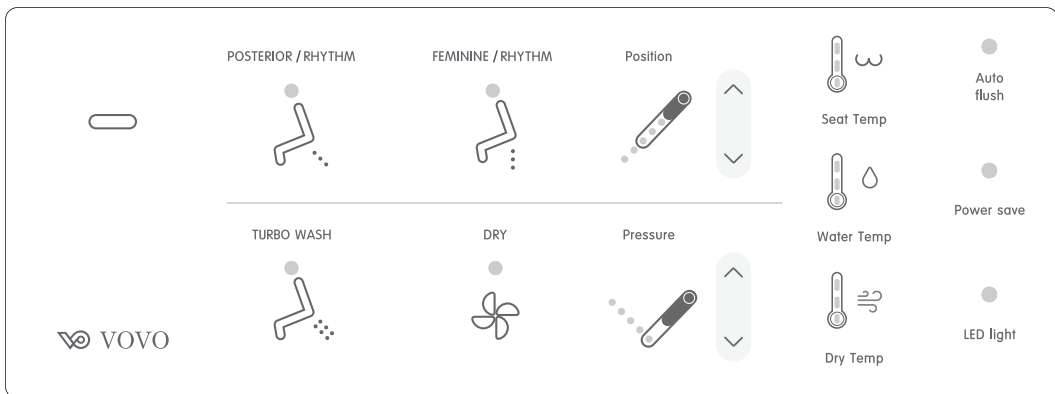 POSTERIOR / RHYTHM
FEMININE / RHYTHM
Position
Seat Temp
Auto
flush
Water Temp
Power save
TURBO WASH
DRY
Pressure
Dry Temp
LED light
VOVO